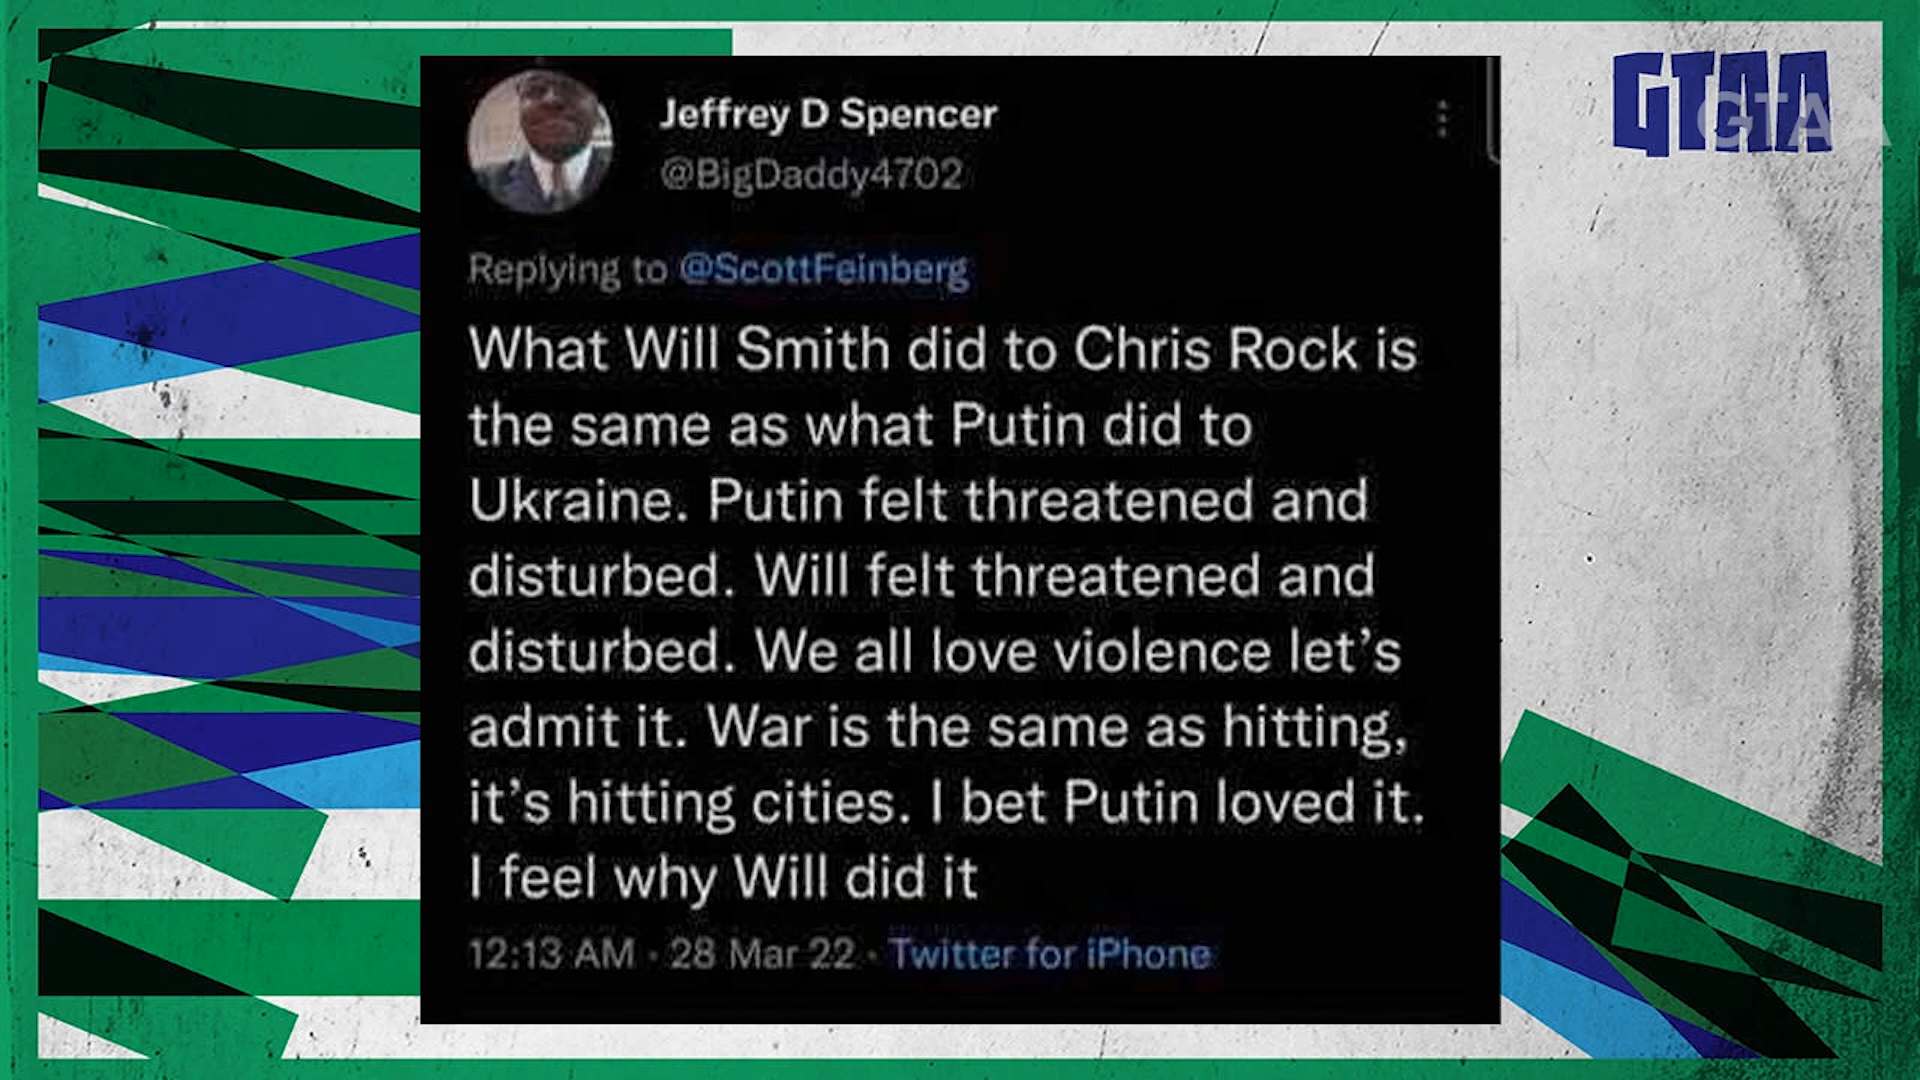 GTAA
GTAA
Jeffrey D Spencer
@BigDaddy4702
Replying to @ScottFeinberg
What Will Smith did to Chris Rock is
the same as what Putin did to
Ukraine. Putin felt threatened and
disturbed. Will felt threatened and
disturbed. We all love violence let’s
admit it. War is the same as hitting,
it’s hitting cities. I bet Putin loved it.
I feel why Will did it
12:13 AM · 28 Mar 22 · Twitter for iPhone